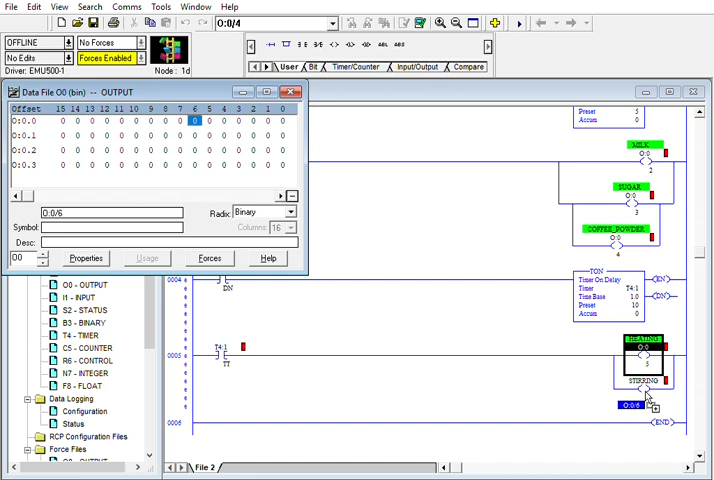 File Edit View Search Comms Tools Window Help
O:0/4
OFFLINE No Forces
No Edits Forces Enabled
Driver: EMU500-1 Node : 1d
User Bit Timer/Counter Input/Output Compare
Data File O0 (bin) -- OUTPUT
Offset 15 14 13 12 11 10 9 8 7 6 5 4 3 2 1 0
O:0.0 0 0 0 0 0 0 0 0 0 0 0 0 0 0 0 0
O:0.1 0 0 0 0 0 0 0 0 0 0 0 0 0 0 0 0
O:0.2 0 0 0 0 0 0 0 0 0 0 0 0 0 0 0 0
O:0.3 0 0 0 0 0 0 0 0 0 0 0 0 0 0 0 0
O:0/6 Radix: Binary
Symbol: Columns: 16
Desc:
O0 Properties Usage Forces Help
O0 - OUTPUT
I1 - INPUT
S2 - STATUS
B3 - BINARY
T4 - TIMER
C5 - COUNTER
R6 - CONTROL
N7 - INTEGER
F8 - FLOAT
Data Logging
Configuration
Status
RCP Configuration Files
Force Files
O0 - OUTPUT
Preset 5
Accum 0
MILK
O:0
2
SUGAR
O:0
3
COFFEE_POWDER
O:0
4
0004
DN
TON
Timer On Delay
Timer T4:1
Time Base 1.0
Preset 10
Accum 0
EN
DN
0005
T4:1
TT
HEATING
O:0
5
STIRRING
O:0/6
0006
END
File 2